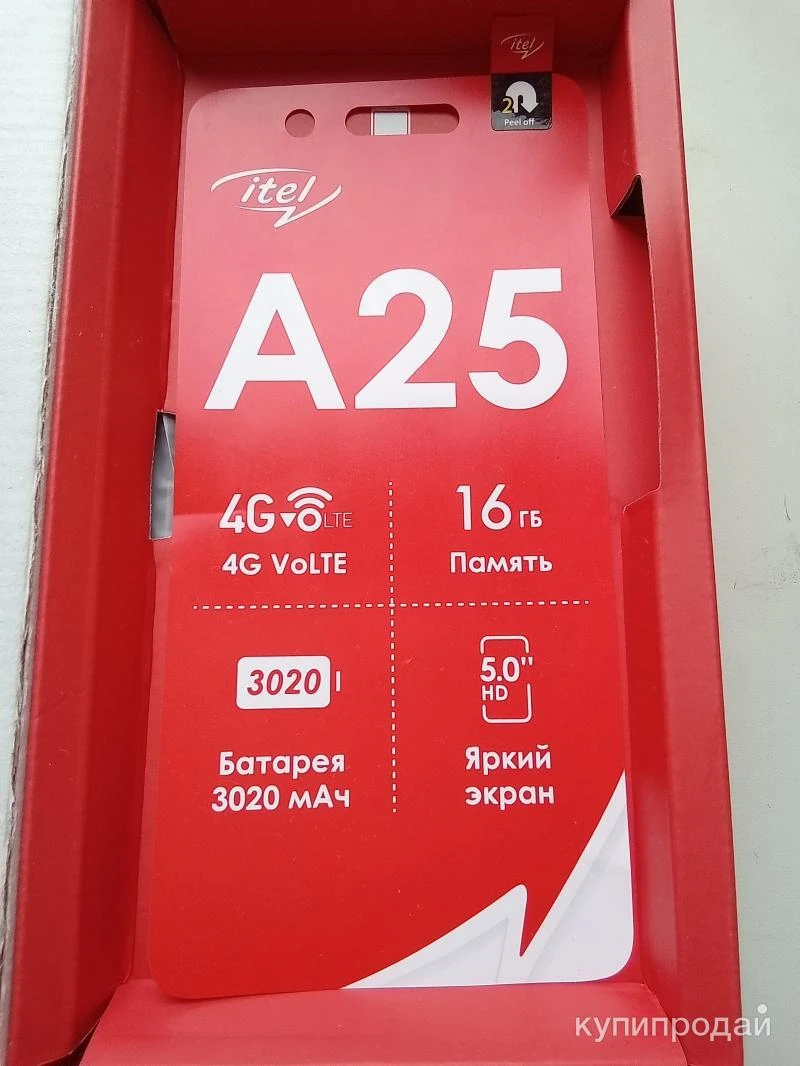 itel
2
Peel off
itel
A25
4G VoLTE
4G VoLTE
16 ГБ
Память
3020
Батарея
3020 мАч
5.0"
HD
Яркий
экран
купипродай